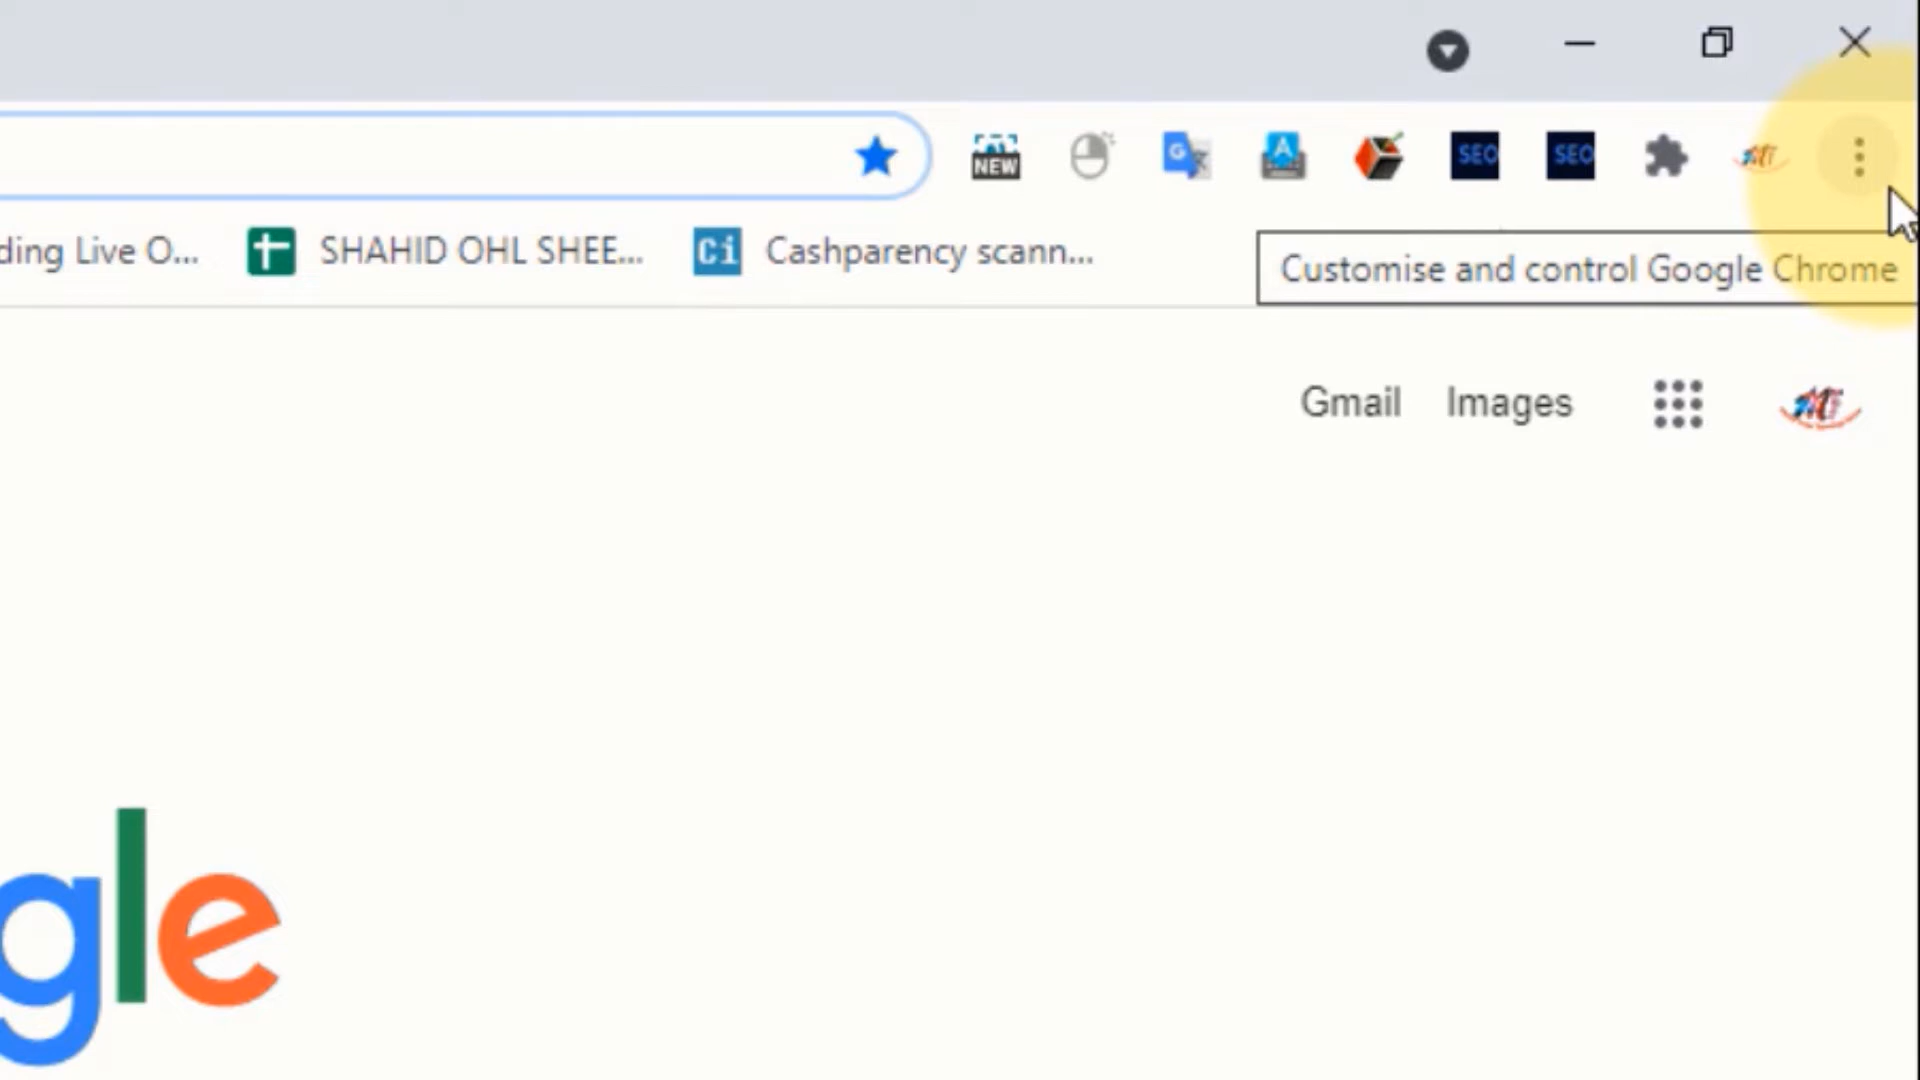 NEW G A SEO SEO
ding Live O... SHAHID OHL SHEE... Ci Cashparency scann...
Customise and control Google Chrome
Gmail Images
gle